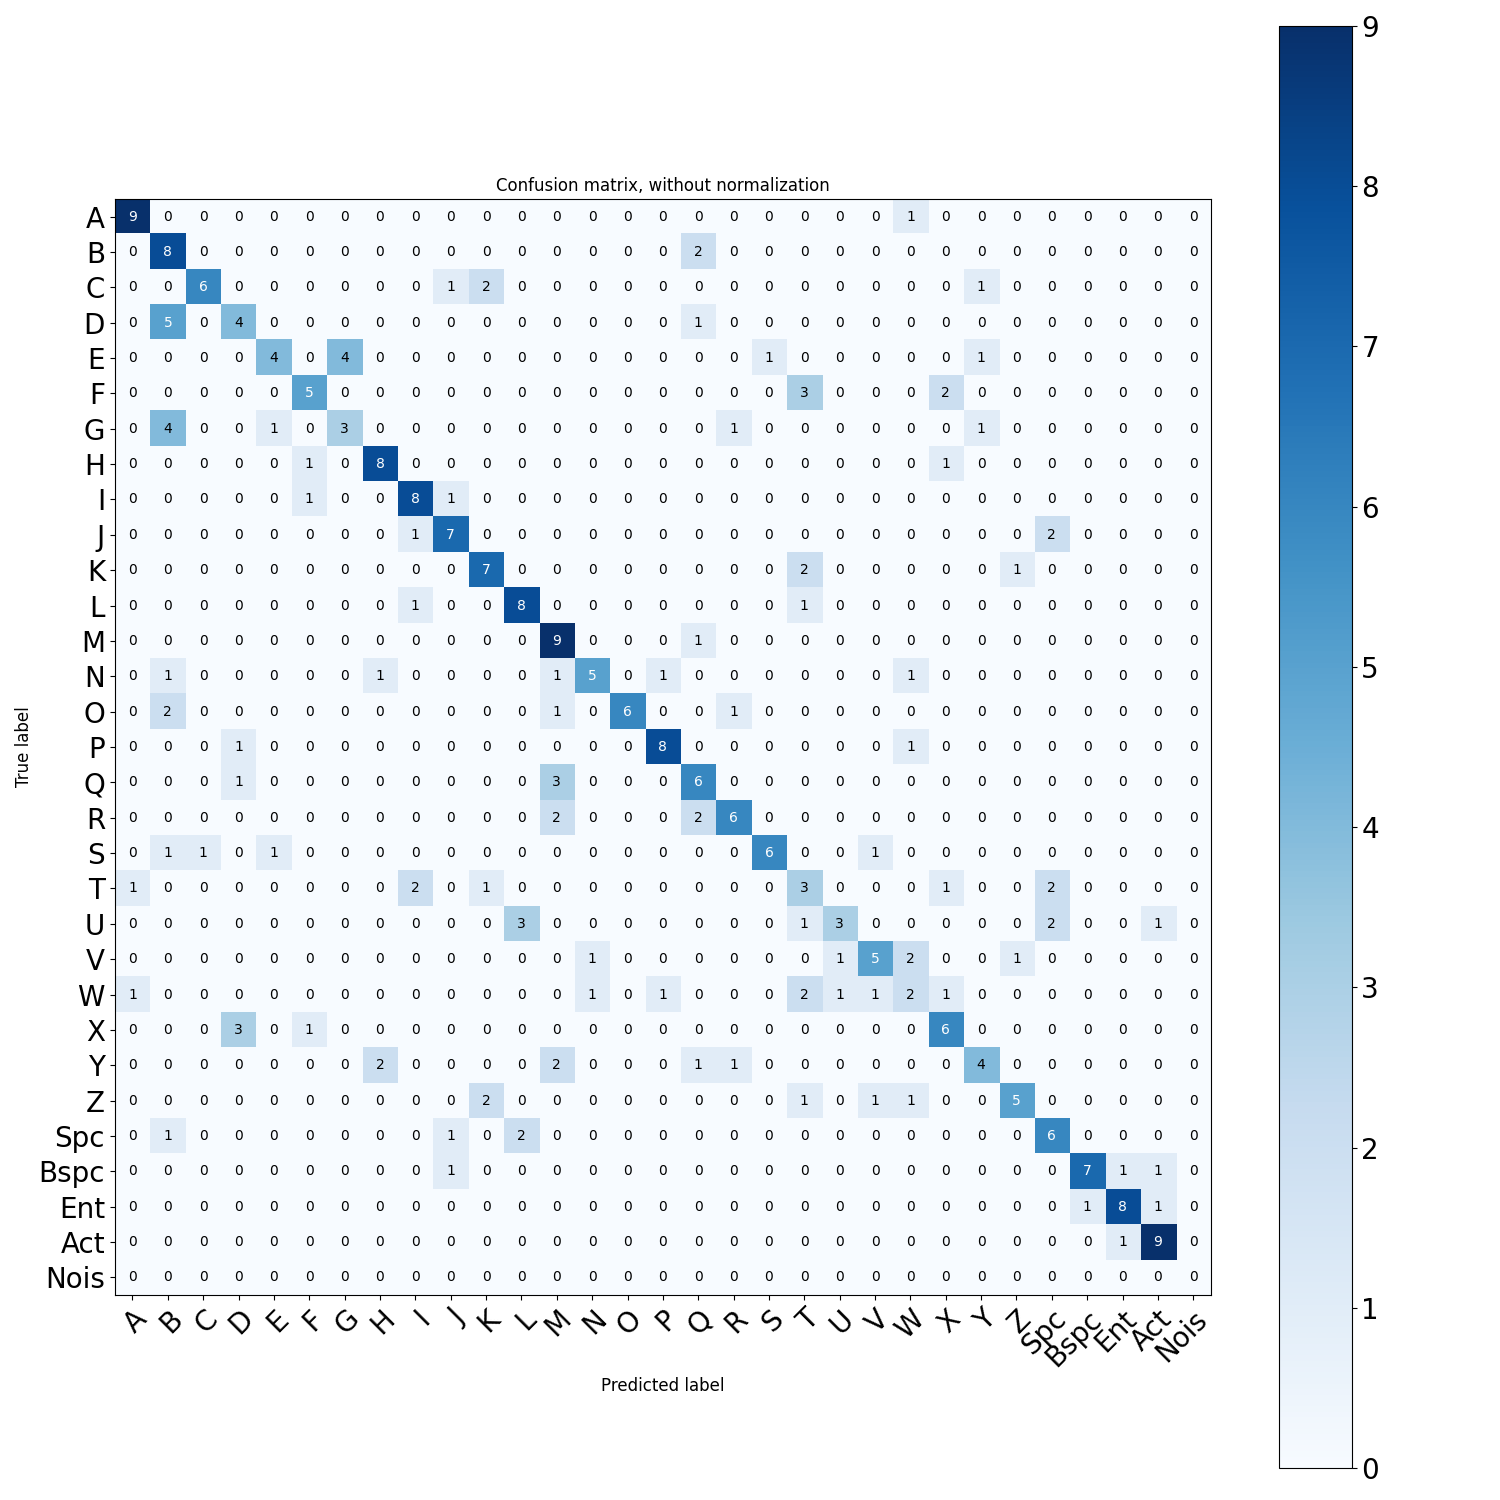 Confusion matrix, without normalization
A 9 0 0 0 0 0 0 0 0 0 0 0 0 0 0 0 0 0 0 0 0 0 1 0 0 0 0 0 0 0 0
B 0 8 0 0 0 0 0 0 0 0 0 0 0 0 0 0 2 0 0 0 0 0 0 0 0 0 0 0 0 0 0
C 0 0 6 0 0 0 0 0 0 1 2 0 0 0 0 0 0 0 0 0 0 0 0 0 1 0 0 0 0 0 0
D 0 5 0 4 0 0 0 0 0 0 0 0 0 0 0 0 1 0 0 0 0 0 0 0 0 0 0 0 0 0 0
E 0 0 0 0 4 0 4 0 0 0 0 0 0 0 0 0 0 0 1 0 0 0 0 0 1 0 0 0 0 0 0
F 0 0 0 0 0 5 0 0 0 0 0 0 0 0 0 0 0 0 0 3 0 0 0 2 0 0 0 0 0 0 0
G 0 4 0 0 1 0 3 0 0 0 0 0 0 0 0 0 0 1 0 0 0 0 0 0 1 0 0 0 0 0 0
H 0 0 0 0 0 1 0 8 0 0 0 0 0 0 0 0 0 0 0 0 0 0 0 1 0 0 0 0 0 0 0
I 0 0 0 0 0 1 0 0 8 1 0 0 0 0 0 0 0 0 0 0 0 0 0 0 0 0 0 0 0 0 0
J 0 0 0 0 0 0 0 0 1 7 0 0 0 0 0 0 0 0 0 0 0 0 0 0 0 0 2 0 0 0 0
K 0 0 0 0 0 0 0 0 0 0 7 0 0 0 0 0 0 0 0 2 0 0 0 0 0 1 0 0 0 0 0
L 0 0 0 0 0 0 0 0 1 0 0 8 0 0 0 0 0 0 0 1 0 0 0 0 0 0 0 0 0 0 0
M 0 0 0 0 0 0 0 0 0 0 0 0 9 0 0 0 1 0 0 0 0 0 0 0 0 0 0 0 0 0 0
N 0 1 0 0 0 0 0 1 0 0 0 0 1 5 0 1 0 0 0 0 0 0 1 0 0 0 0 0 0 0 0
O 0 2 0 0 0 0 0 0 0 0 0 0 1 0 6 0 0 1 0 0 0 0 0 0 0 0 0 0 0 0 0
P 0 0 0 1 0 0 0 0 0 0 0 0 0 0 0 8 0 0 0 0 0 0 1 0 0 0 0 0 0 0 0
Q 0 0 0 1 0 0 0 0 0 0 0 0 3 0 0 0 6 0 0 0 0 0 0 0 0 0 0 0 0 0 0
R 0 0 0 0 0 0 0 0 0 0 0 0 2 0 0 0 2 6 0 0 0 0 0 0 0 0 0 0 0 0 0
S 0 1 1 0 1 0 0 0 0 0 0 0 0 0 0 0 0 0 6 0 0 1 0 0 0 0 0 0 0 0 0
T 1 0 0 0 0 0 0 0 2 0 1 0 0 0 0 0 0 0 0 3 0 0 0 1 0 0 2 0 0 0 0
U 0 0 0 0 0 0 0 0 0 0 0 3 0 0 0 0 0 0 0 1 3 0 0 0 0 0 2 0 0 1 0
V 0 0 0 0 0 0 0 0 0 0 0 0 0 1 0 0 0 0 0 0 1 5 2 0 0 1 0 0 0 0 0
W 1 0 0 0 0 0 0 0 0 0 0 0 0 1 0 1 0 0 0 2 1 1 2 1 0 0 0 0 0 0 0
X 0 0 0 3 0 1 0 0 0 0 0 0 0 0 0 0 0 0 0 0 0 0 0 6 0 0 0 0 0 0 0
Y 0 0 0 0 0 0 0 2 0 0 0 0 2 0 0 0 1 1 0 0 0 0 0 0 4 0 0 0 0 0 0
Z 0 0 0 0 0 0 0 0 0 0 2 0 0 0 0 0 0 0 0 1 0 1 1 0 0 5 0 0 0 0 0
Spc 0 1 0 0 0 0 0 0 0 1 0 2 0 0 0 0 0 0 0 0 0 0 0 0 0 0 6 0 0 0 0
Bspc 0 0 0 0 0 0 0 0 0 1 0 0 0 0 0 0 0 0 0 0 0 0 0 0 0 0 0 7 1 1 0
Ent 0 0 0 0 0 0 0 0 0 0 0 0 0 0 0 0 0 0 0 0 0 0 0 0 0 0 0 1 8 1 0
Act 0 0 0 0 0 0 0 0 0 0 0 0 0 0 0 0 0 0 0 0 0 0 0 0 0 0 0 0 1 9 0
Nois 0 0 0 0 0 0 0 0 0 0 0 0 0 0 0 0 0 0 0 0 0 0 0 0 0 0 0 0 0 0 0
A B C D E F G H I J K L M N O P Q R S T U V W X Y Z Spc Bspc Ent Act Nois
True label
Predicted label
9
8
7
6
5
4
3
2
1
0